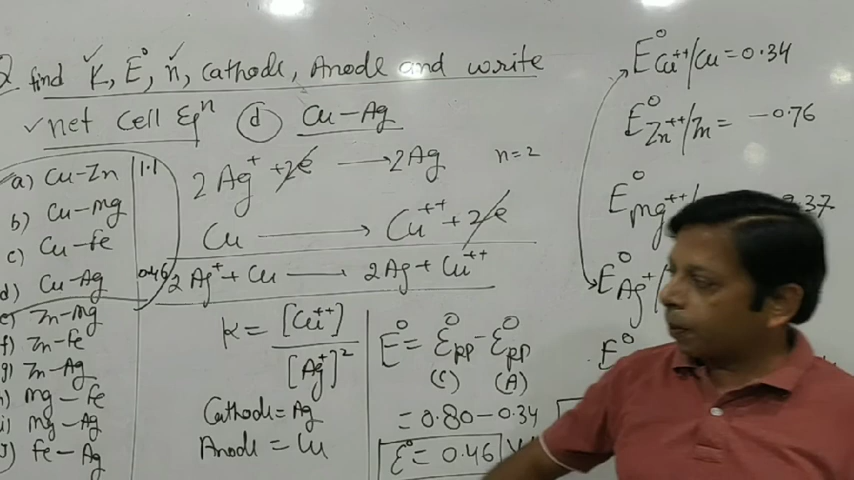 Q find K, E°, n, Cathode, Anode and write
✓net cell Eqⁿ (d) Cu-Ag
a) Cu-Zn 1.1
b) Cu-Mg
c) Cu-Fe
d) Cu-Ag 0.46
e) Zn-Mg
f) Zn-Fe
g) Zn-Ag
h) Mg-Fe
i) Mg-Ag
j) Fe-Ag
2Ag⁺ + 2e → 2Ag n=2
Cu → Cu⁺⁺ + 2e
2Ag⁺ + Cu → 2Ag + Cu⁺⁺
K = [Cu⁺⁺] / [Ag⁺]²
Cathode = Ag
Anode = Cu
E° = E°RP - E°RP
(C) (A)
= 0.80 - 0.34
E° = 0.46
E°Cu⁺⁺/Cu = 0.34
E°Zn⁺⁺/Zn = -0.76
E°Mg⁺⁺/ .37
E°Ag⁺/
E°